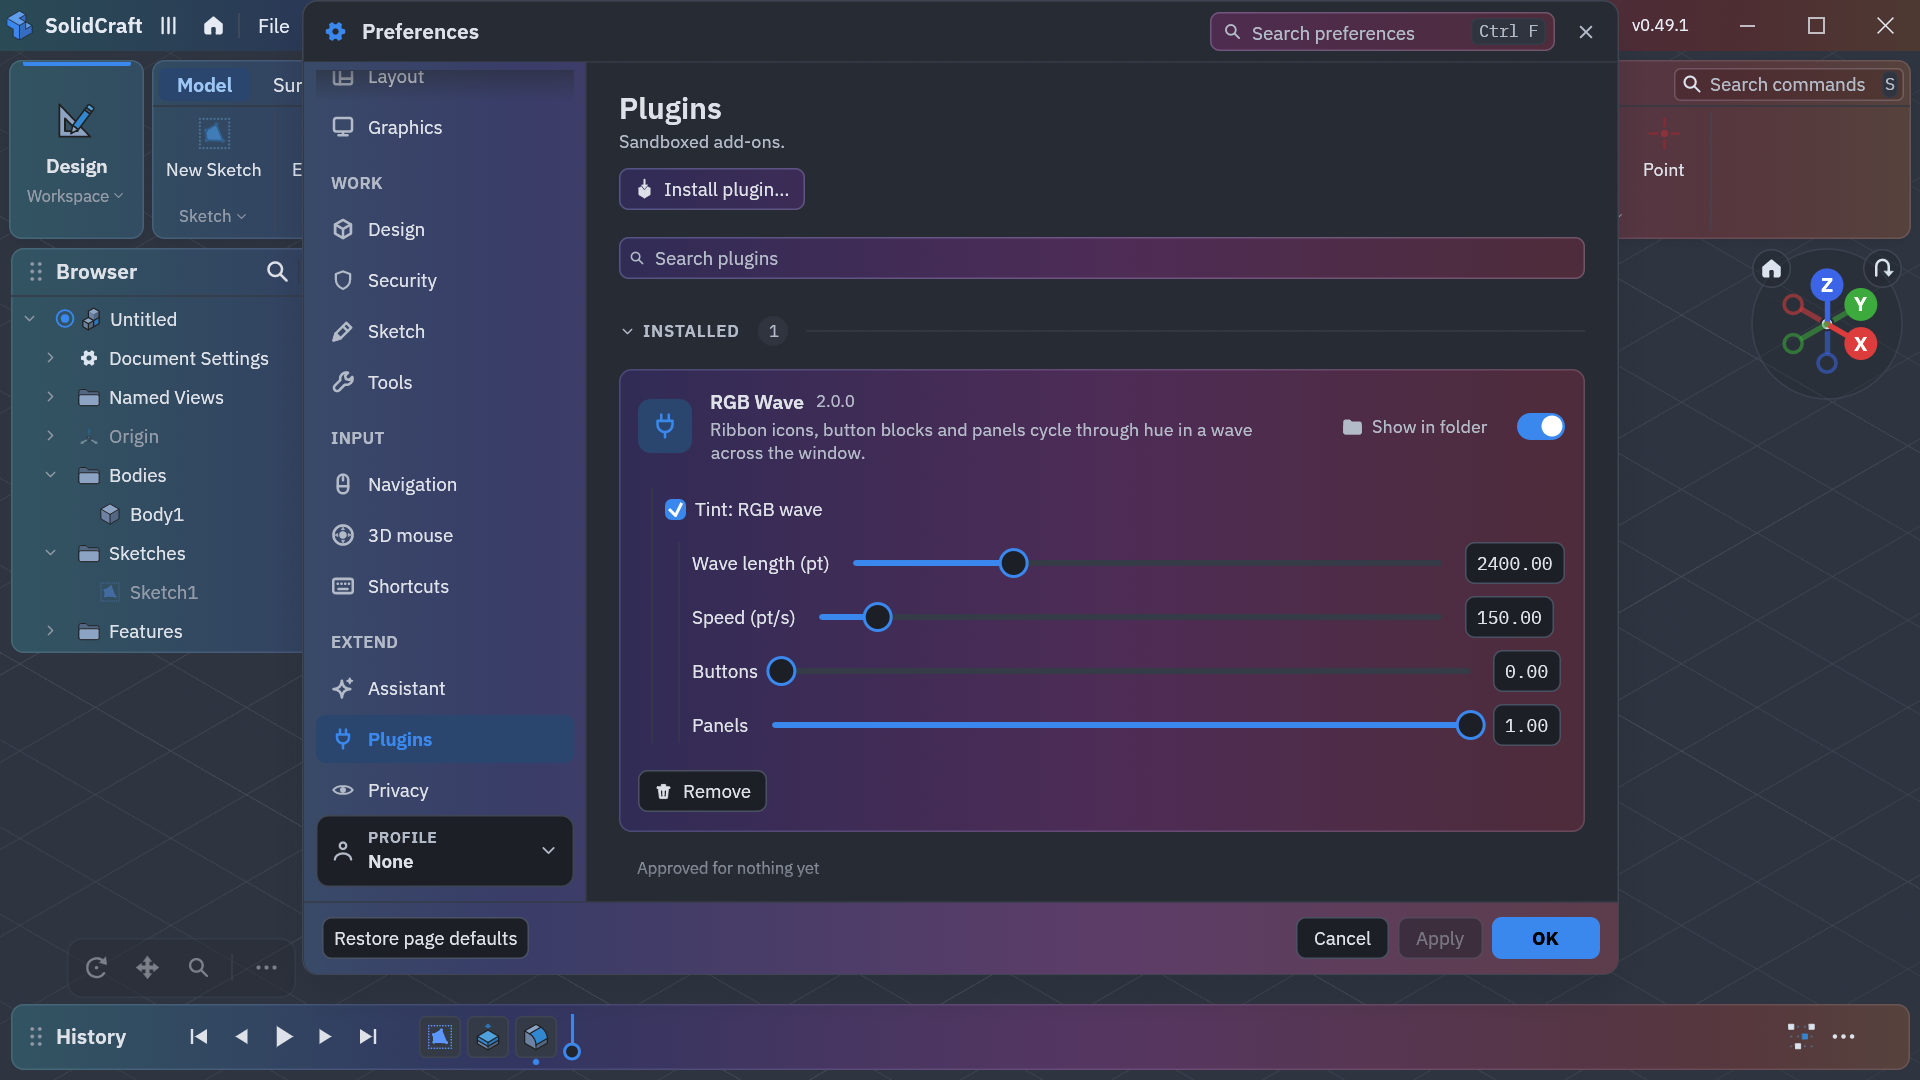 SolidCraft
File
Preferences
Search preferences
Ctrl F
v0.49.1
Design
Workspace
Model
Sur
New Sketch
E
Sketch
Search commands
S
Point
Browser
Untitled
Document Settings
Named Views
Origin
Bodies
Body1
Sketches
Sketch1
Features
Layout
Graphics
WORK
Design
Security
Sketch
Tools
INPUT
Navigation
3D mouse
Shortcuts
EXTEND
Assistant
Plugins
Privacy
PROFILE
None
Plugins
Sandboxed add-ons.
Install plugin...
Search plugins
INSTALLED 1
RGB Wave 2.0.0
Ribbon icons, button blocks and panels cycle through hue in a wave
across the window.
Show in folder
Tint: RGB wave
Wave length (pt) 2400.00
Speed (pt/s) 150.00
Buttons 0.00
Panels 1.00
Remove
Approved for nothing yet
Restore page defaults
Cancel
Apply
OK
Z
Y
X
History